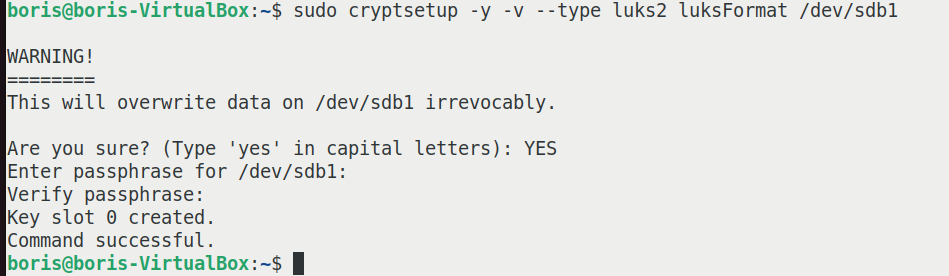 boris@boris-VirtualBox:~$ sudo cryptsetup -y -v --type luks2 luksFormat /dev/sdb1
WARNING!
========
This will overwrite data on /dev/sdb1 irrevocably.
Are you sure? (Type 'yes' in capital letters): YES
Enter passphrase for /dev/sdb1:
Verify passphrase:
Key slot 0 created.
Command successful.
boris@boris-VirtualBox:~$